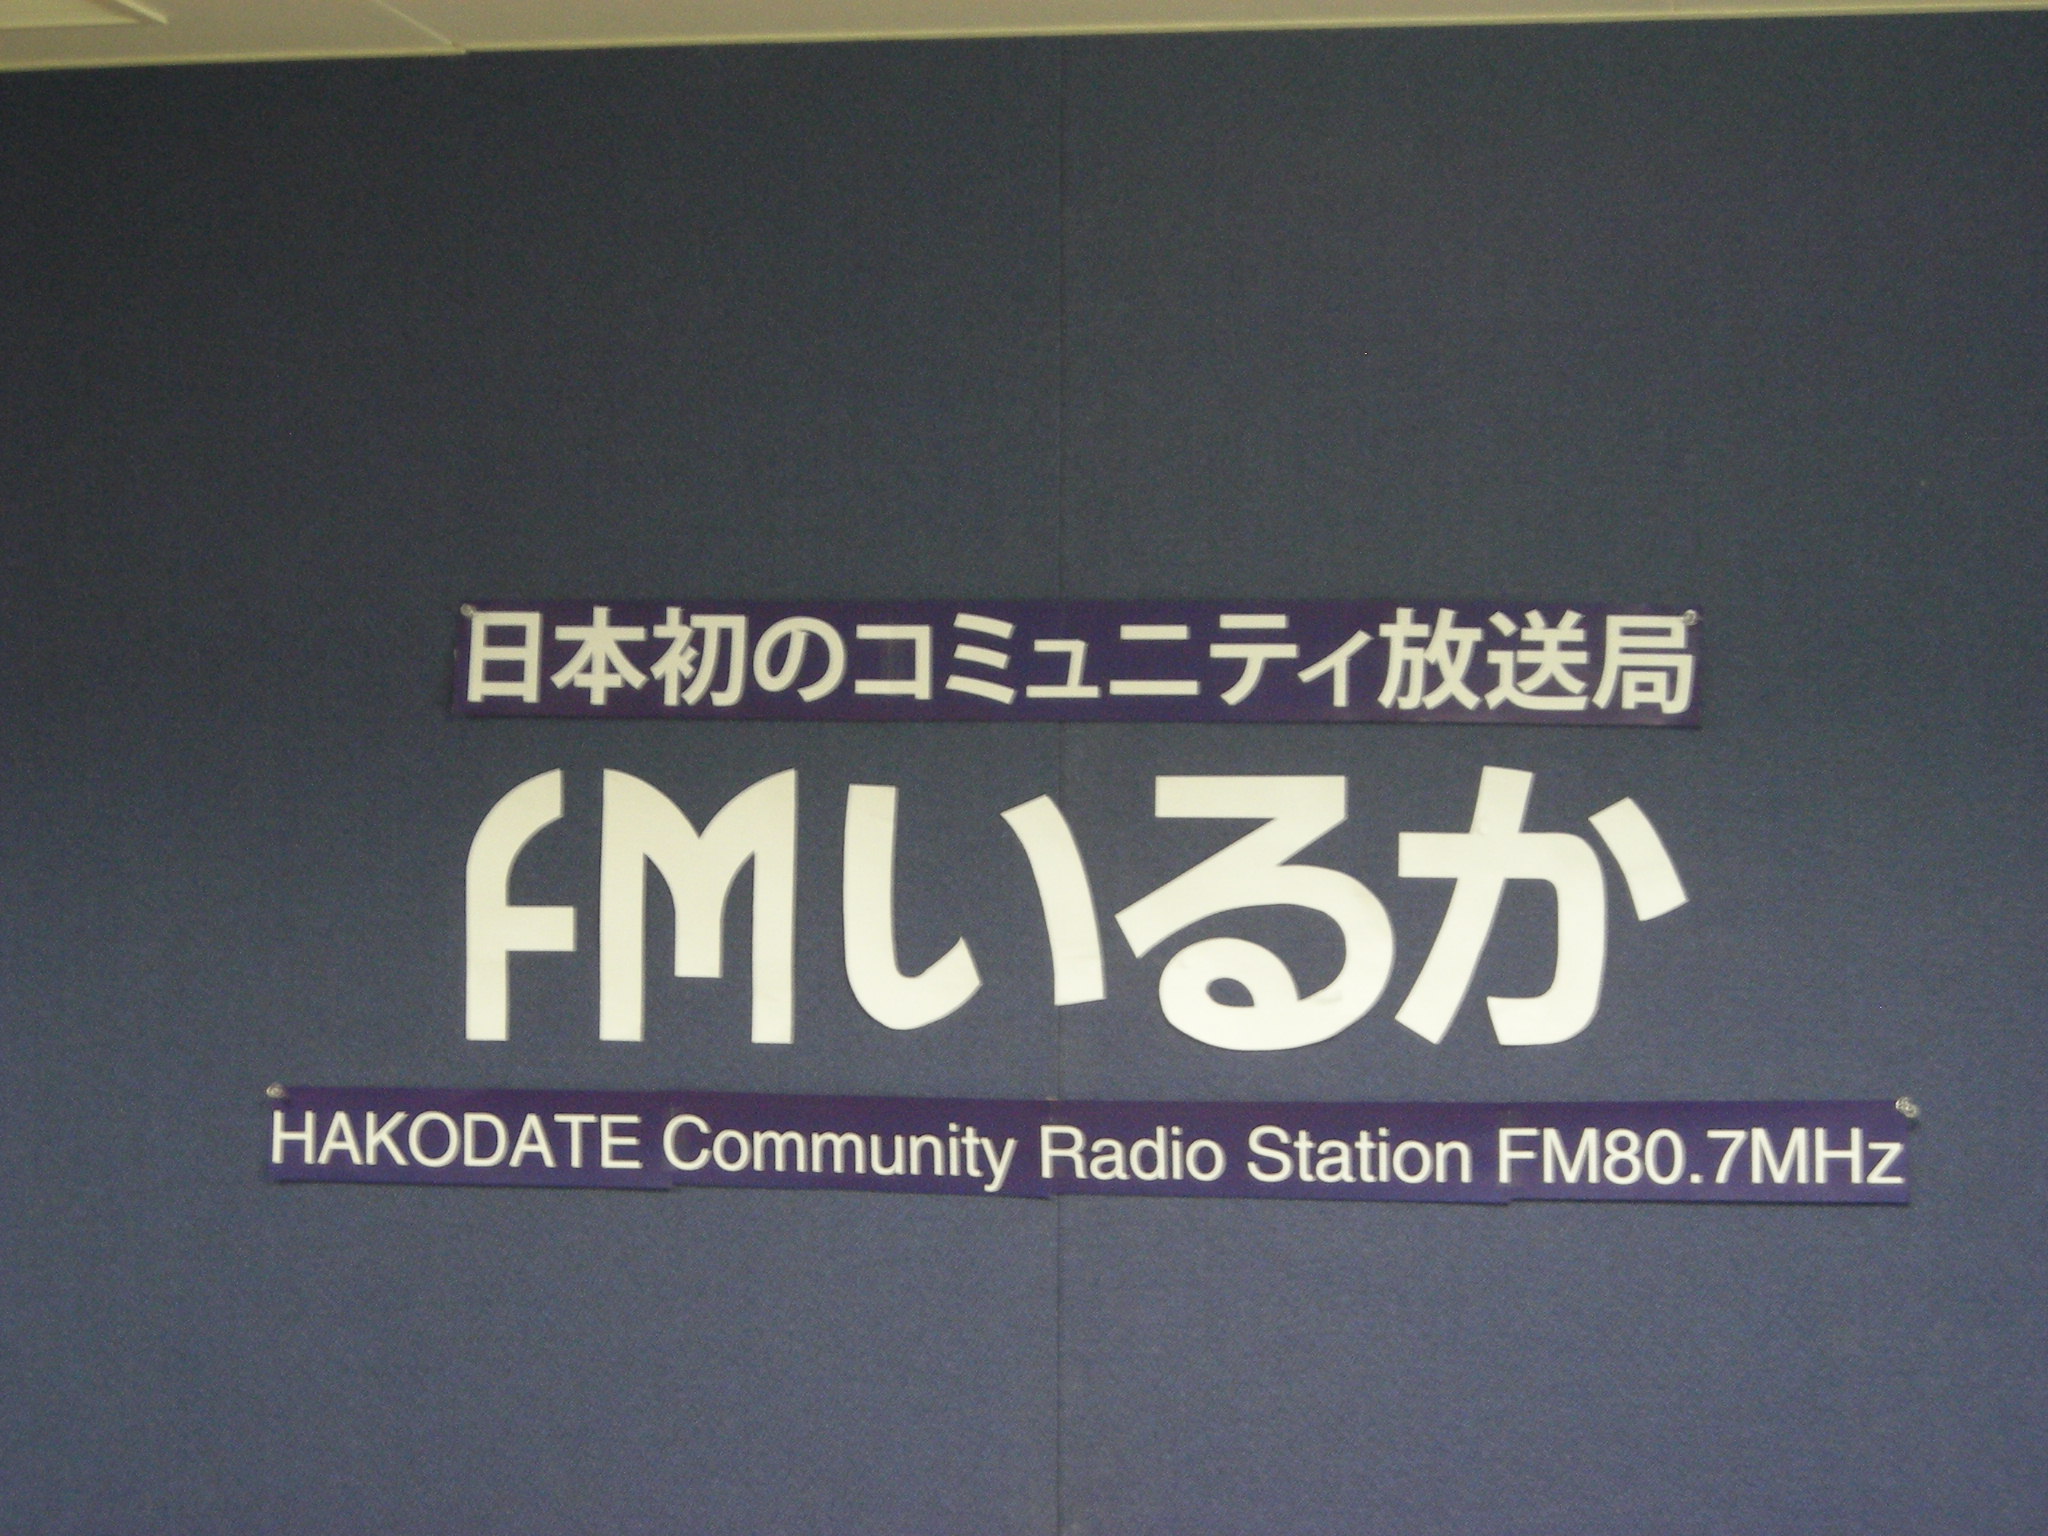 日本初のコミュニティ放送局
FMいるか
HAKODATE Community Radio Station FM80.7MHz